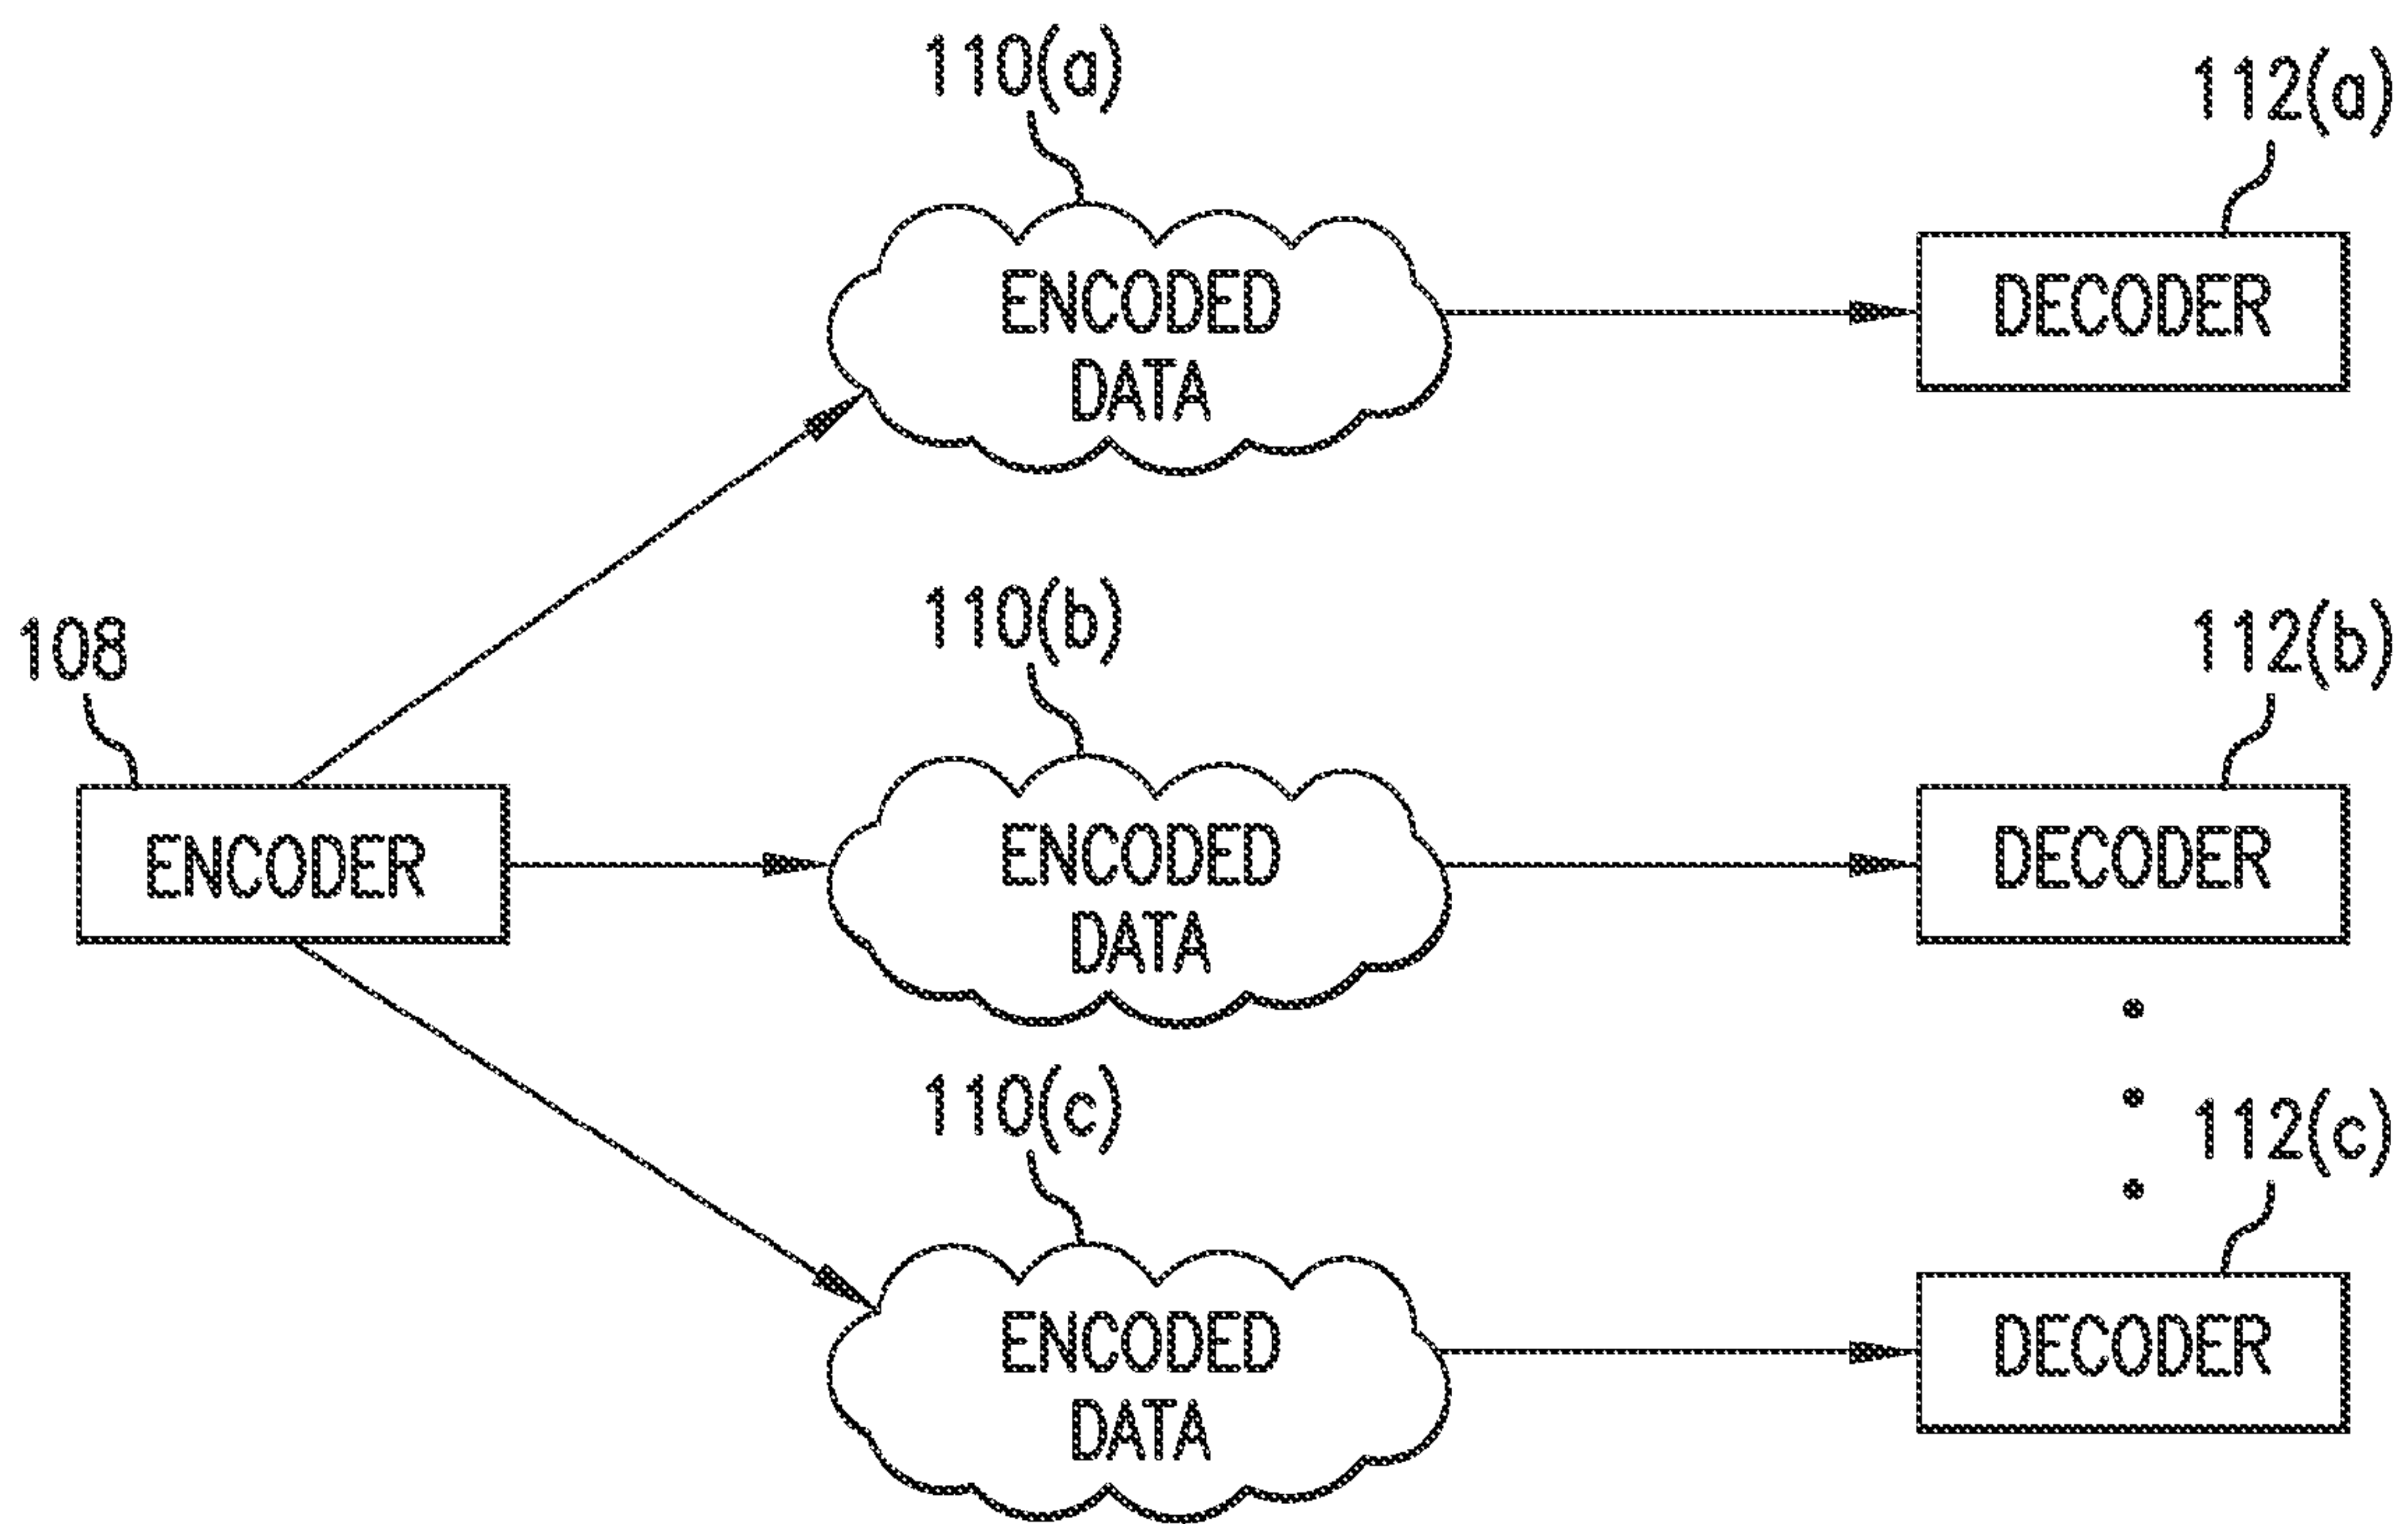 110(a)
112(a)
ENCODED
DATA
DECODER
108
110(b)
112(b)
ENCODER
ENCODED
DATA
DECODER
110(c)
112(c)
ENCODED
DATA
DECODER